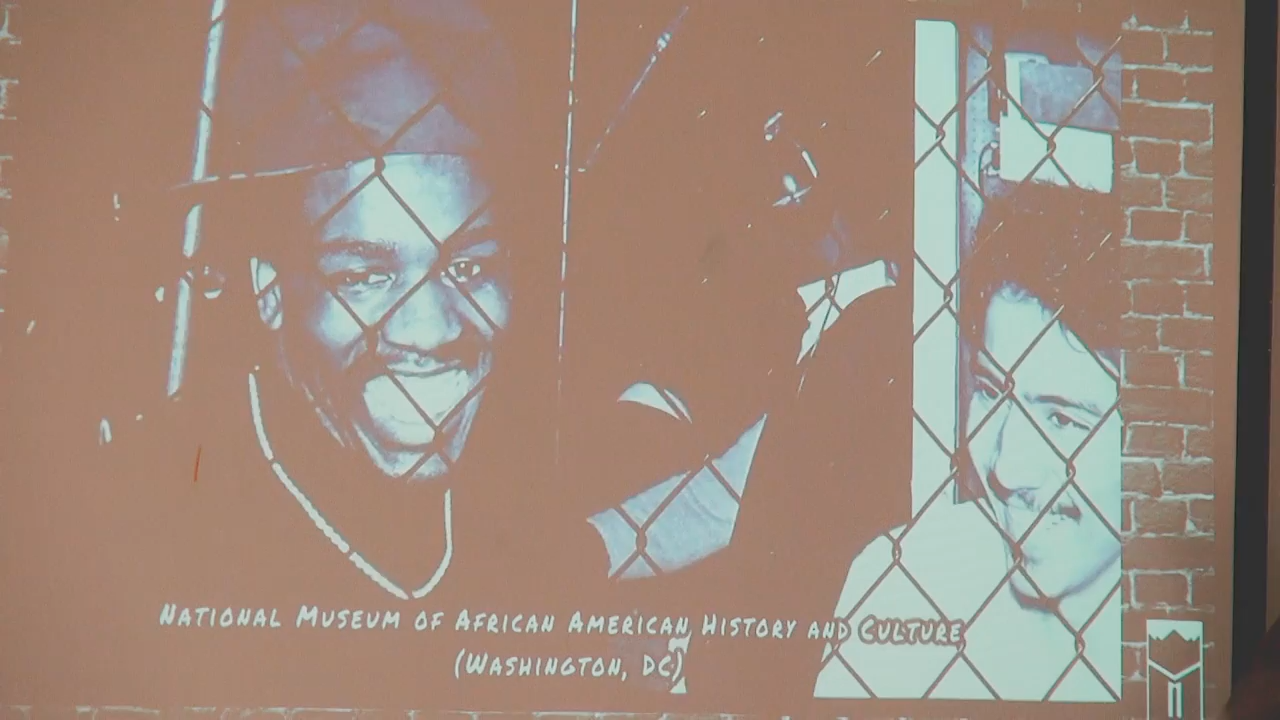 National Museum of African American History and Culture
(Washington, DC)